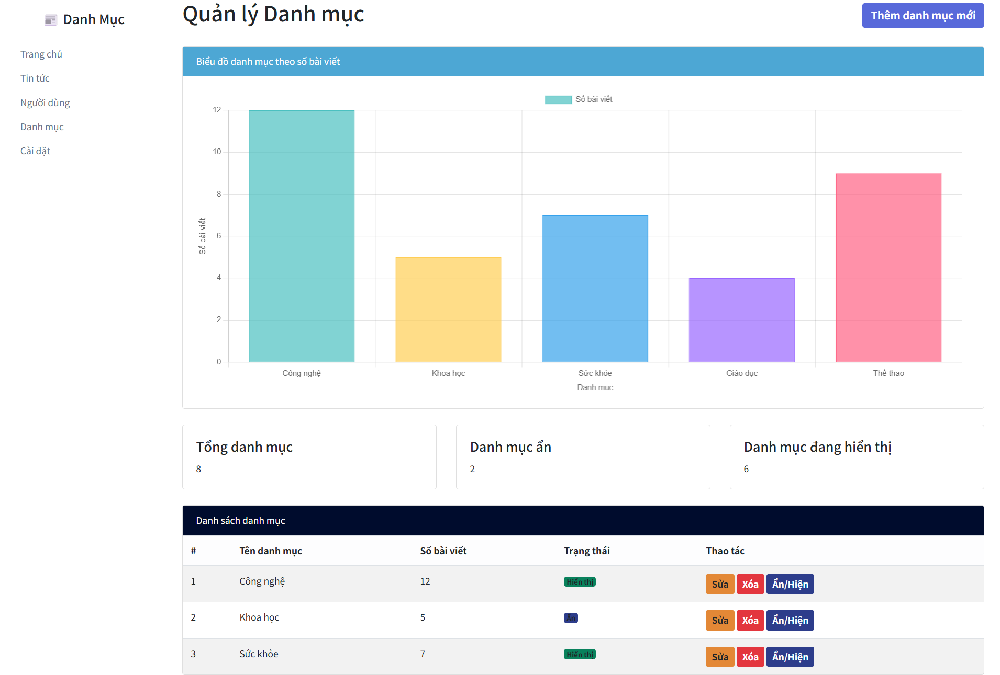 Danh Mục
Trang chủ
Tin tức
Người dùng
Danh mục
Cài đặt
Quản lý Danh mục
Thêm danh mục mới
Biểu đồ danh mục theo số bài viết
Số bài viết
12
10
8
6
4
2
0
Số bài viết
Công nghệ Khoa học Sức khỏe Giáo dục Thể thao
Danh mục
Tổng danh mục
8
Danh mục ẩn
2
Danh mục đang hiển thị
6
Danh sách danh mục
# Tên danh mục Số bài viết Trạng thái Thao tác
1 Công nghệ 12 Hiển thị Sửa Xóa Ẩn/Hiện
2 Khoa học 5 Ẩn Sửa Xóa Ẩn/Hiện
3 Sức khỏe 7 Hiển thị Sửa Xóa Ẩn/Hiện